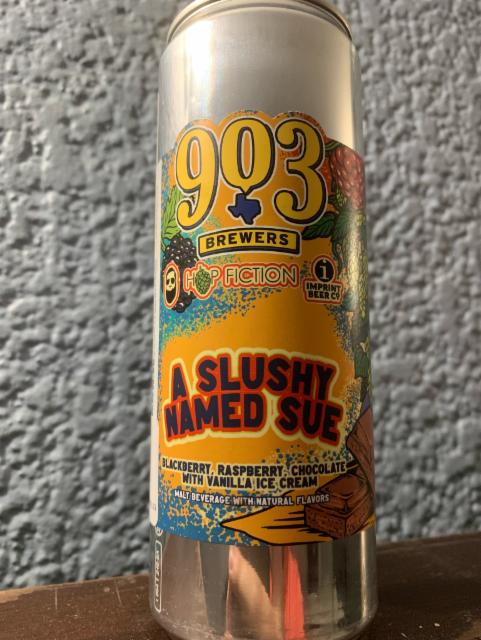 903
BREWERS
HOP FICTION
i
IMPRINT
BEER CO
A SLUSHY
NAMED SUE
BLACKBERRY, RASPBERRY, CHOCOLATE
WITH VANILLA ICE CREAM
MALT BEVERAGE WITH NATURAL FLAVORS